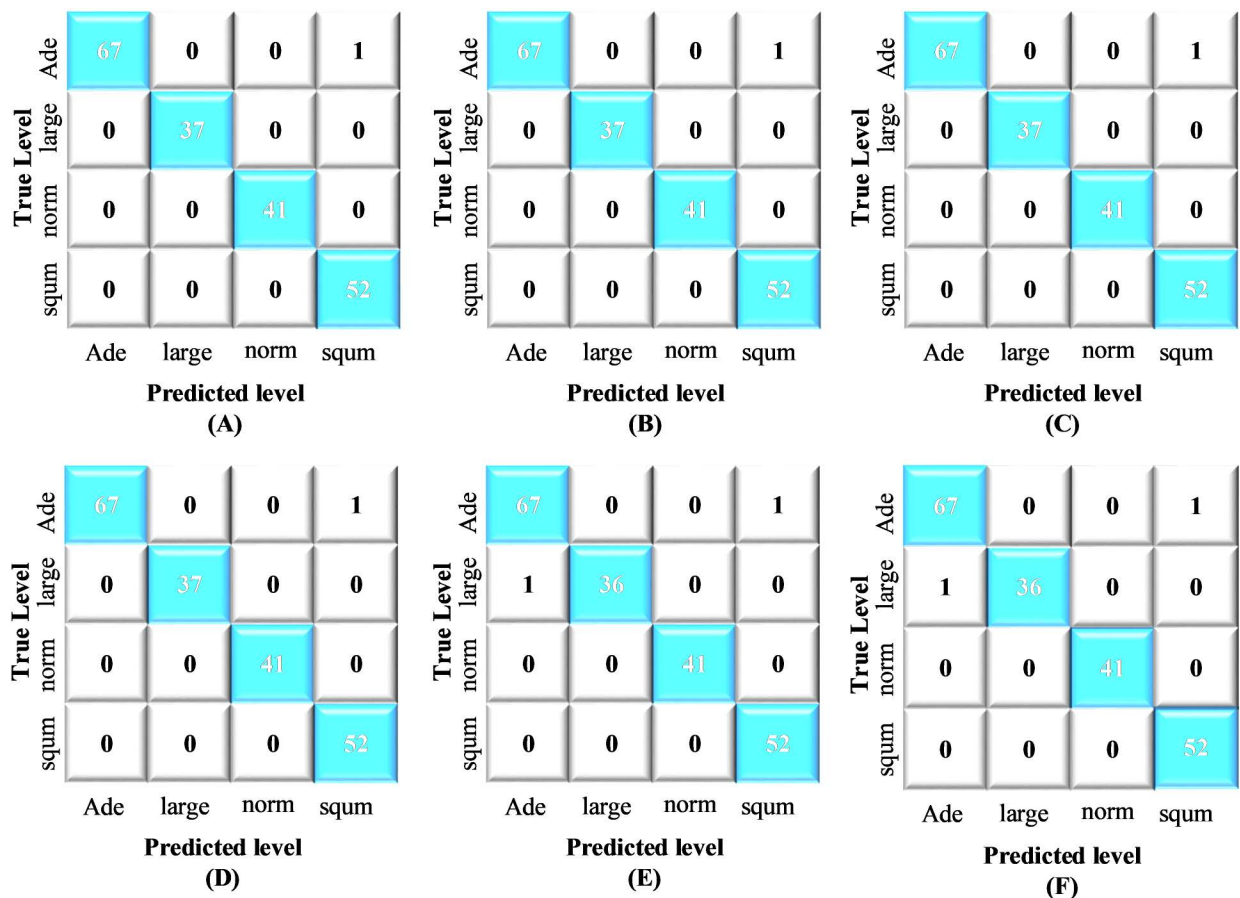 True Level
Ade 67 0 0 1
large 0 37 0 0
norm 0 0 41 0
squm 0 0 0 52
Ade large norm squm
Predicted level
(A)
True Level
Ade 67 0 0 1
large 0 37 0 0
norm 0 0 41 0
squm 0 0 0 52
Ade large norm squm
Predicted level
(B)
True Level
Ade 67 0 0 1
large 0 37 0 0
norm 0 0 41 0
squm 0 0 0 52
Ade large norm squm
Predicted level
(C)
True Level
Ade 67 0 0 1
large 0 37 0 0
norm 0 0 41 0
squm 0 0 0 52
Ade large norm squm
Predicted level
(D)
True Level
Ade 67 0 0 1
large 1 36 0 0
norm 0 0 41 0
squm 0 0 0 52
Ade large norm squm
Predicted level
(E)
True Level
Ade 67 0 0 1
large 1 36 0 0
norm 0 0 41 0
squm 0 0 0 52
Ade large norm squm
Predicted level
(F)